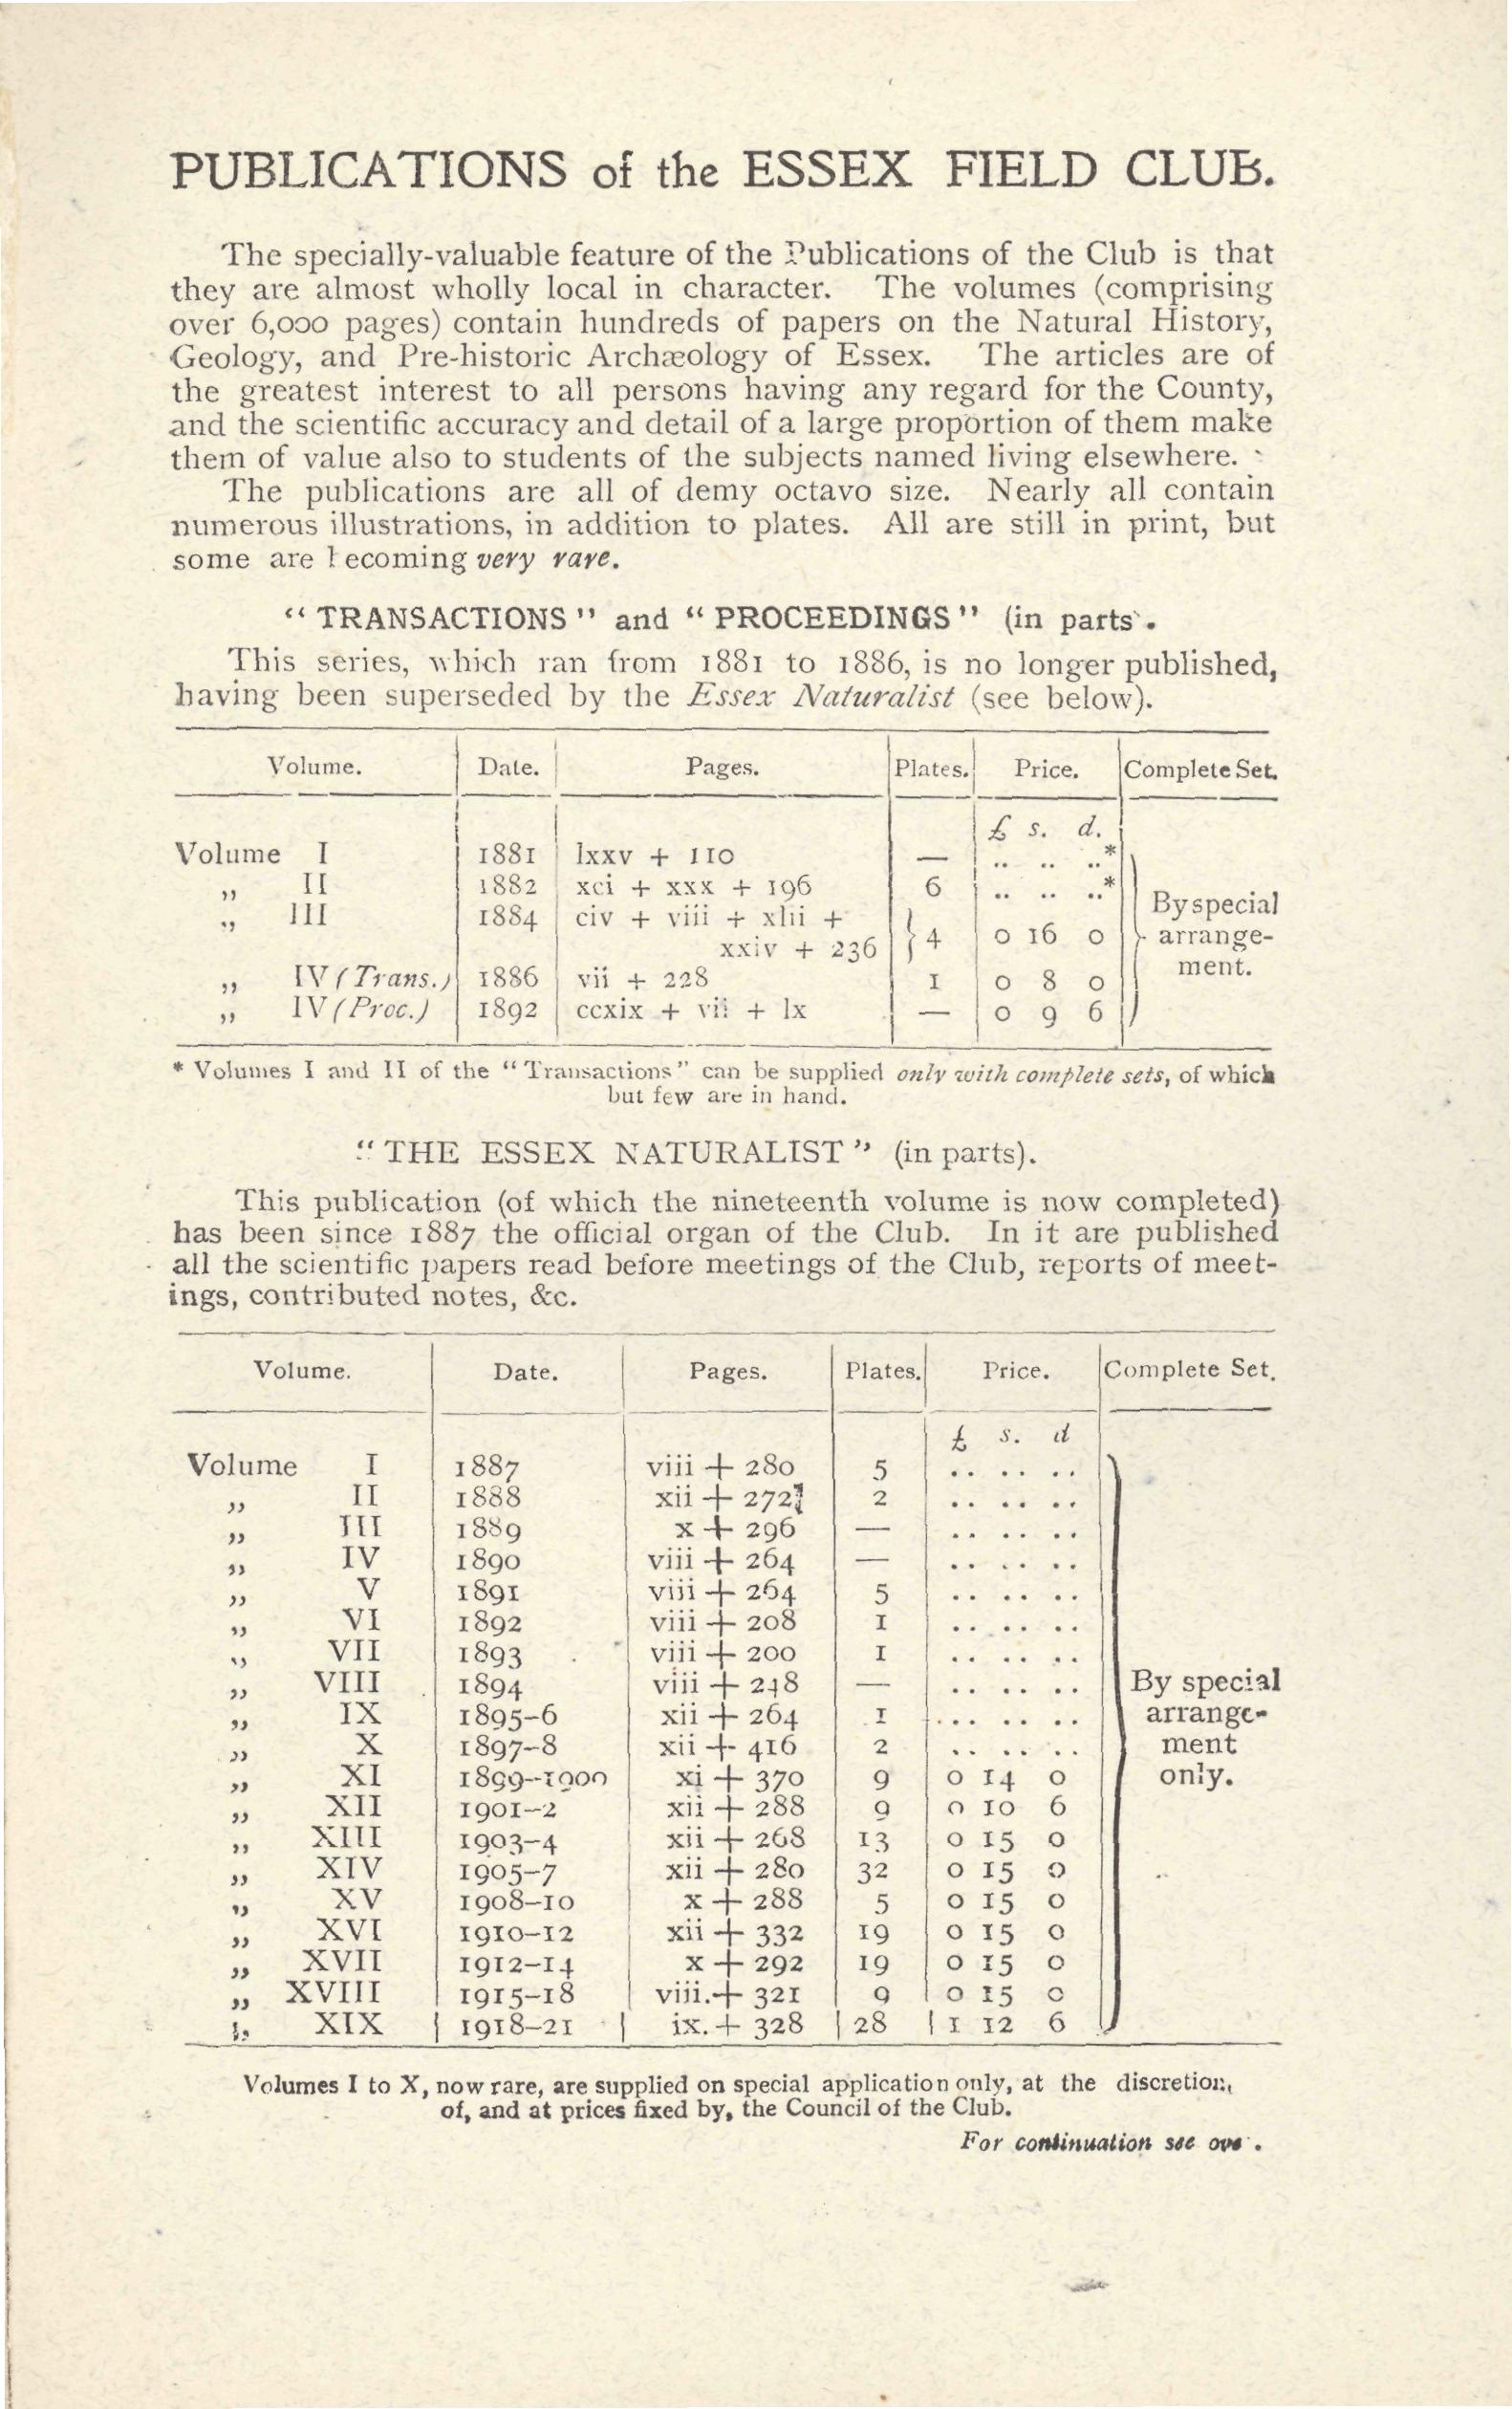 PUBLICATIONS of the ESSEX FIELD CLUB.
The specially-valuable feature of the Publications of the Club is that
they are almost wholly local in character. The volumes (comprising
over 6,000 pages) contain hundreds of papers on the Natural History,
Geology, and Pre-historic Archæology of Essex. The articles are of
the greatest interest to all persons having any regard for the County,
and the scientific accuracy and detail of a large proportion of them make
them of value also to students of the subjects named living elsewhere.
The publications are all of demy octavo size. Nearly all contain
numerous illustrations, in addition to plates. All are still in print, but
some are becoming very rare.
"TRANSACTIONS" and "PROCEEDINGS" (in parts).
This series, which ran from 1881 to 1886, is no longer published,
having been superseded by the Essex Naturalist (see below).
Volume. Date. Pages. Plates. Price. Complete Set.
£ s. d.
Volume I 1881 lxxv + 110 — .. .. ..*
„ II 1882 xci + xxx + 196 6 .. .. ..*
„ III 1884 civ + viii + xlii +
xxiv + 236 4 0 16 0
„ IV (Trans.) 1886 vii + 228 1 0 8 0
„ IV (Proc.) 1892 ccxix + vii + lx — 0 9 6
By special
arrange-
ment.
* Volumes I and II of the "Transactions" can be supplied only with complete sets, of which
but few are in hand.
"THE ESSEX NATURALIST" (in parts).
This publication (of which the nineteenth volume is now completed)
has been since 1887 the official organ of the Club. In it are published
all the scientific papers read before meetings of the Club, reports of meet-
ings, contributed notes, &c.
Volume. Date. Pages. Plates. Price. Complete Set.
£ s. d
Volume I 1887 viii + 280 5 .. .. ..
„ II 1888 xii + 272 2 .. .. ..
„ III 1889 x + 296 — .. .. ..
„ IV 1890 viii + 264 — .. .. ..
„ V 1891 viii + 264 5 .. .. ..
„ VI 1892 viii + 208 1 .. .. ..
„ VII 1893 viii + 200 1 .. .. ..
„ VIII 1894 viii + 248 — .. .. ..
„ IX 1895-6 xii + 264 1 .. .. ..
„ X 1897-8 xii + 416 2 .. .. ..
„ XI 1899-1900 xi + 370 9 0 14 0
„ XII 1901-2 xii + 288 9 0 10 6
„ XIII 1903-4 xii + 268 13 0 15 0
„ XIV 1905-7 xii + 280 32 0 15 0
„ XV 1908-10 x + 288 5 0 15 0
„ XVI 1910-12 xii + 332 19 0 15 0
„ XVII 1912-14 x + 292 19 0 15 0
„ XVIII 1915-18 viii. + 321 9 0 15 0
„ XIX 1918-21 ix. + 328 28 1 12 6
By special
arrange-
ment
only.
Volumes I to X, now rare, are supplied on special application only, at the discretion,
of, and at prices fixed by, the Council of the Club.
For continuation see over.